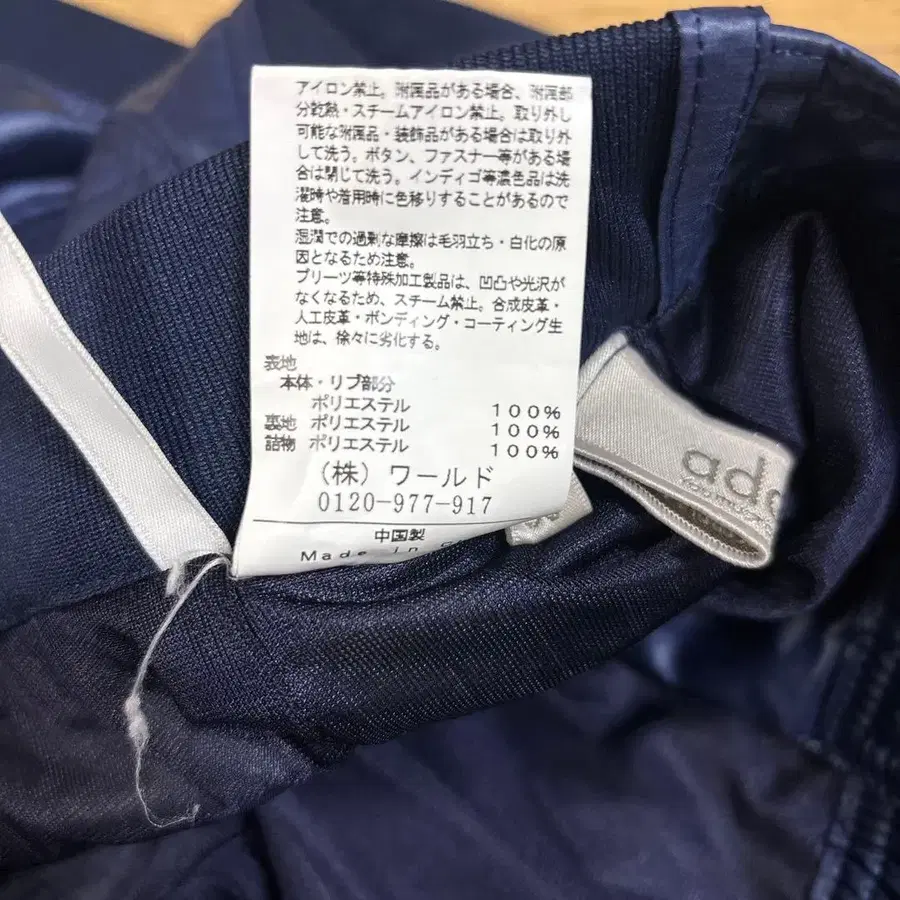 アイロン禁止。附属品がある場合、附属部
分乾熱・スチームアイロン禁止。取り外し
可能な附属品・装飾品がある場合は取り外
して洗う。ボタン、ファスナー等がある場
合は閉じて洗う。インディゴ等濃色品は洗
濯時や着用時に色移りすることがあるので
注意。
湿潤での過剰な摩擦は毛羽立ち・白化の原
因となるため注意。
プリーツ等特殊加工製品は、凹凸や光沢が
なくなるため、スチーム禁止。合成皮革・
人工皮革・ボンディング・コーティング生
地は、徐々に劣化する。
表地
本体・リブ部分
ポリエステル 100%
裏地 ポリエステル 100%
詰物 ポリエステル 100%
(株)ワールド
0120-977-917
中国製
Made in